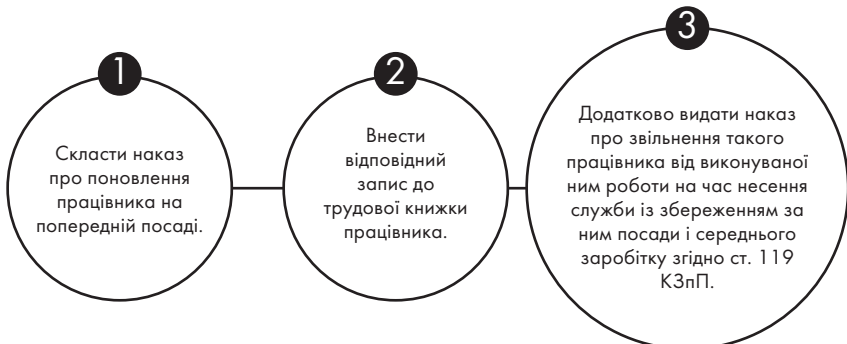 1
Скласти наказ
про поновлення
працівника на
попередній посаді.
2
Внести
відповідний
запис до
трудової книжки
працівника.
3
Додатково видати наказ
про звільнення такого
працівника від виконуваної
ним роботи на час несення
служби із збереженням за
ним посади і середнього
заробітку згідно ст. 119
КЗпП.